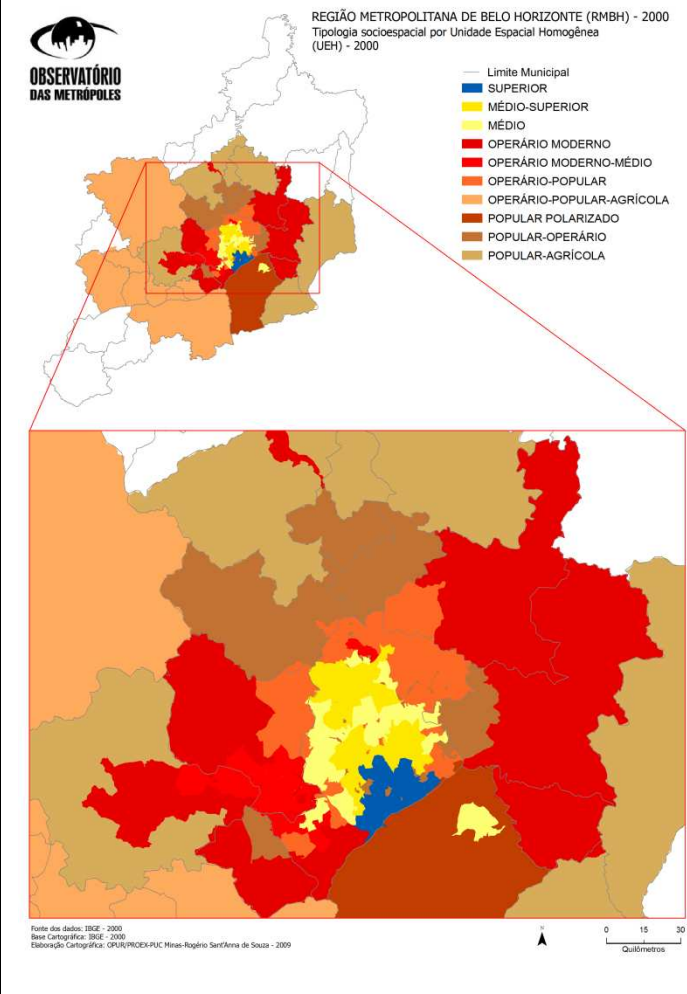 OBSERVATÓRIO
DAS METRÓPOLES
REGIÃO METROPOLITANA DE BELO HORIZONTE (RMBH) - 2000
Tipologia socioespacial por Unidade Espacial Homogênea
(UEH) - 2000
Limite Municipal
SUPERIOR
MÉDIO-SUPERIOR
MÉDIO
OPERÁRIO MODERNO
OPERÁRIO MODERNO-MÉDIO
OPERÁRIO-POPULAR
OPERÁRIO-POPULAR-AGRÍCOLA
POPULAR POLARIZADO
POPULAR-OPERÁRIO
POPULAR-AGRÍCOLA
Fonte dos dados: IBGE - 2000
Base Cartográfica: IBGE - 2000
Elaboração Cartográfica: OPUR/PROEX-PUC Minas-Rogério Sant'Anna de Souza - 2009
N
0 15 30
Quilômetros